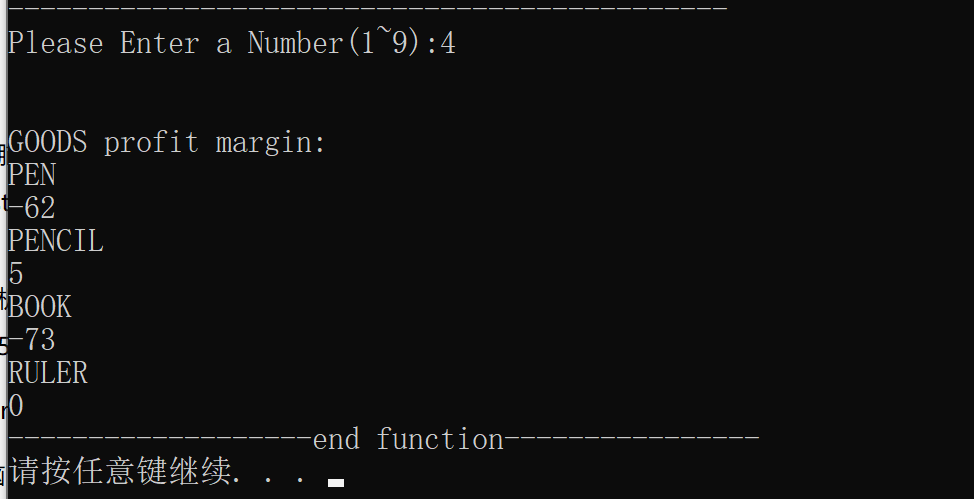 ---------------------------------------------
Please Enter a Number(1~9):4
GOODS profit margin:
PEN
-62
PENCIL
5
BOOK
-73
RULER
0
-------------------end function----------------
请按任意键继续. . .